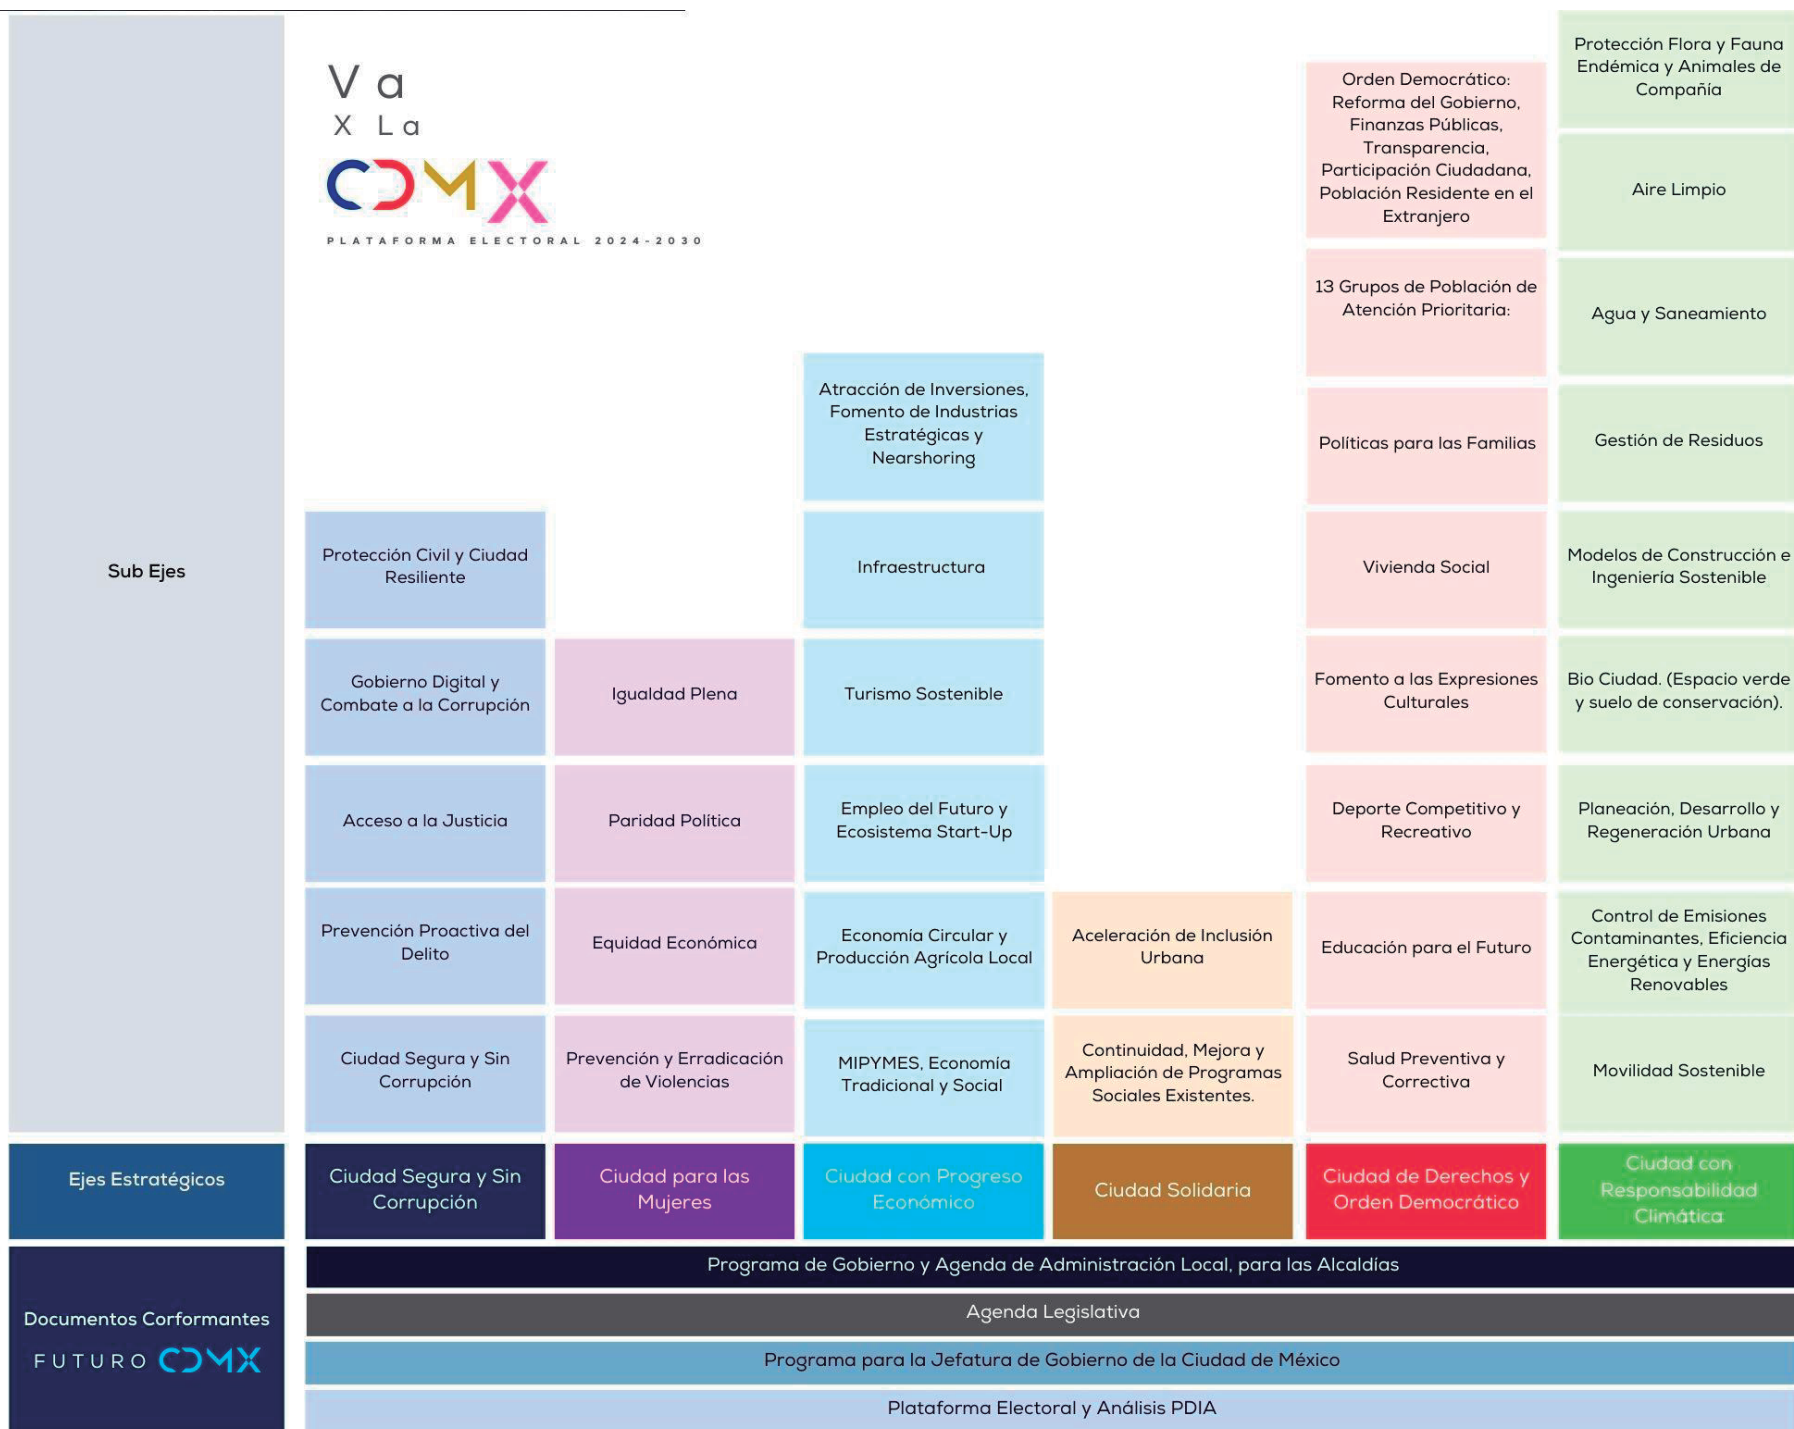 Va
X La
CDMX
PLATAFORMA ELECTORAL 2024-2030
Sub Ejes
Protección Civil y Ciudad
Resiliente
Gobierno Digital y
Combate a la Corrupción
Acceso a la Justicia
Prevención Proactiva del
Delito
Ciudad Segura y Sin
Corrupción
Igualdad Plena
Paridad Política
Equidad Económica
Prevención y Erradicación
de Violencias
Atracción de Inversiones,
Fomento de Industrias
Estratégicas y
Nearshoring
Infraestructura
Turismo Sostenible
Empleo del Futuro y
Ecosistema Start-Up
Economía Circular y
Producción Agrícola Local
MIPYMES, Economía
Tradicional y Social
Aceleración de Inclusión
Urbana
Continuidad, Mejora y
Ampliación de Programas
Sociales Existentes.
Orden Democrático:
Reforma del Gobierno,
Finanzas Públicas,
Transparencia,
Participación Ciudadana,
Población Residente en el
Extranjero
13 Grupos de Población de
Atención Prioritaria:
Políticas para las Familias
Vivienda Social
Fomento a las Expresiones
Culturales
Deporte Competitivo y
Recreativo
Educación para el Futuro
Salud Preventiva y
Correctiva
Protección Flora y Fauna
Endémica y Animales de
Compañía
Aire Limpio
Agua y Saneamiento
Gestión de Residuos
Modelos de Construcción e
Ingeniería Sostenible
Bio Ciudad. (Espacio verde
y suelo de conservación).
Planeación, Desarrollo y
Regeneración Urbana
Control de Emisiones
Contaminantes, Eficiencia
Energética y Energías
Renovables
Movilidad Sostenible
Ejes Estratégicos
Ciudad Segura y Sin
Corrupción
Ciudad para las
Mujeres
Ciudad con Progreso
Económico
Ciudad Solidaria
Ciudad de Derechos y
Orden Democrático
Ciudad con
Responsabilidad
Climática
Documentos Corformantes
FUTURO CDMX
Programa de Gobierno y Agenda de Administración Local, para las Alcaldías
Agenda Legislativa
Programa para la Jefatura de Gobierno de la Ciudad de México
Plataforma Electoral y Análisis PDIA